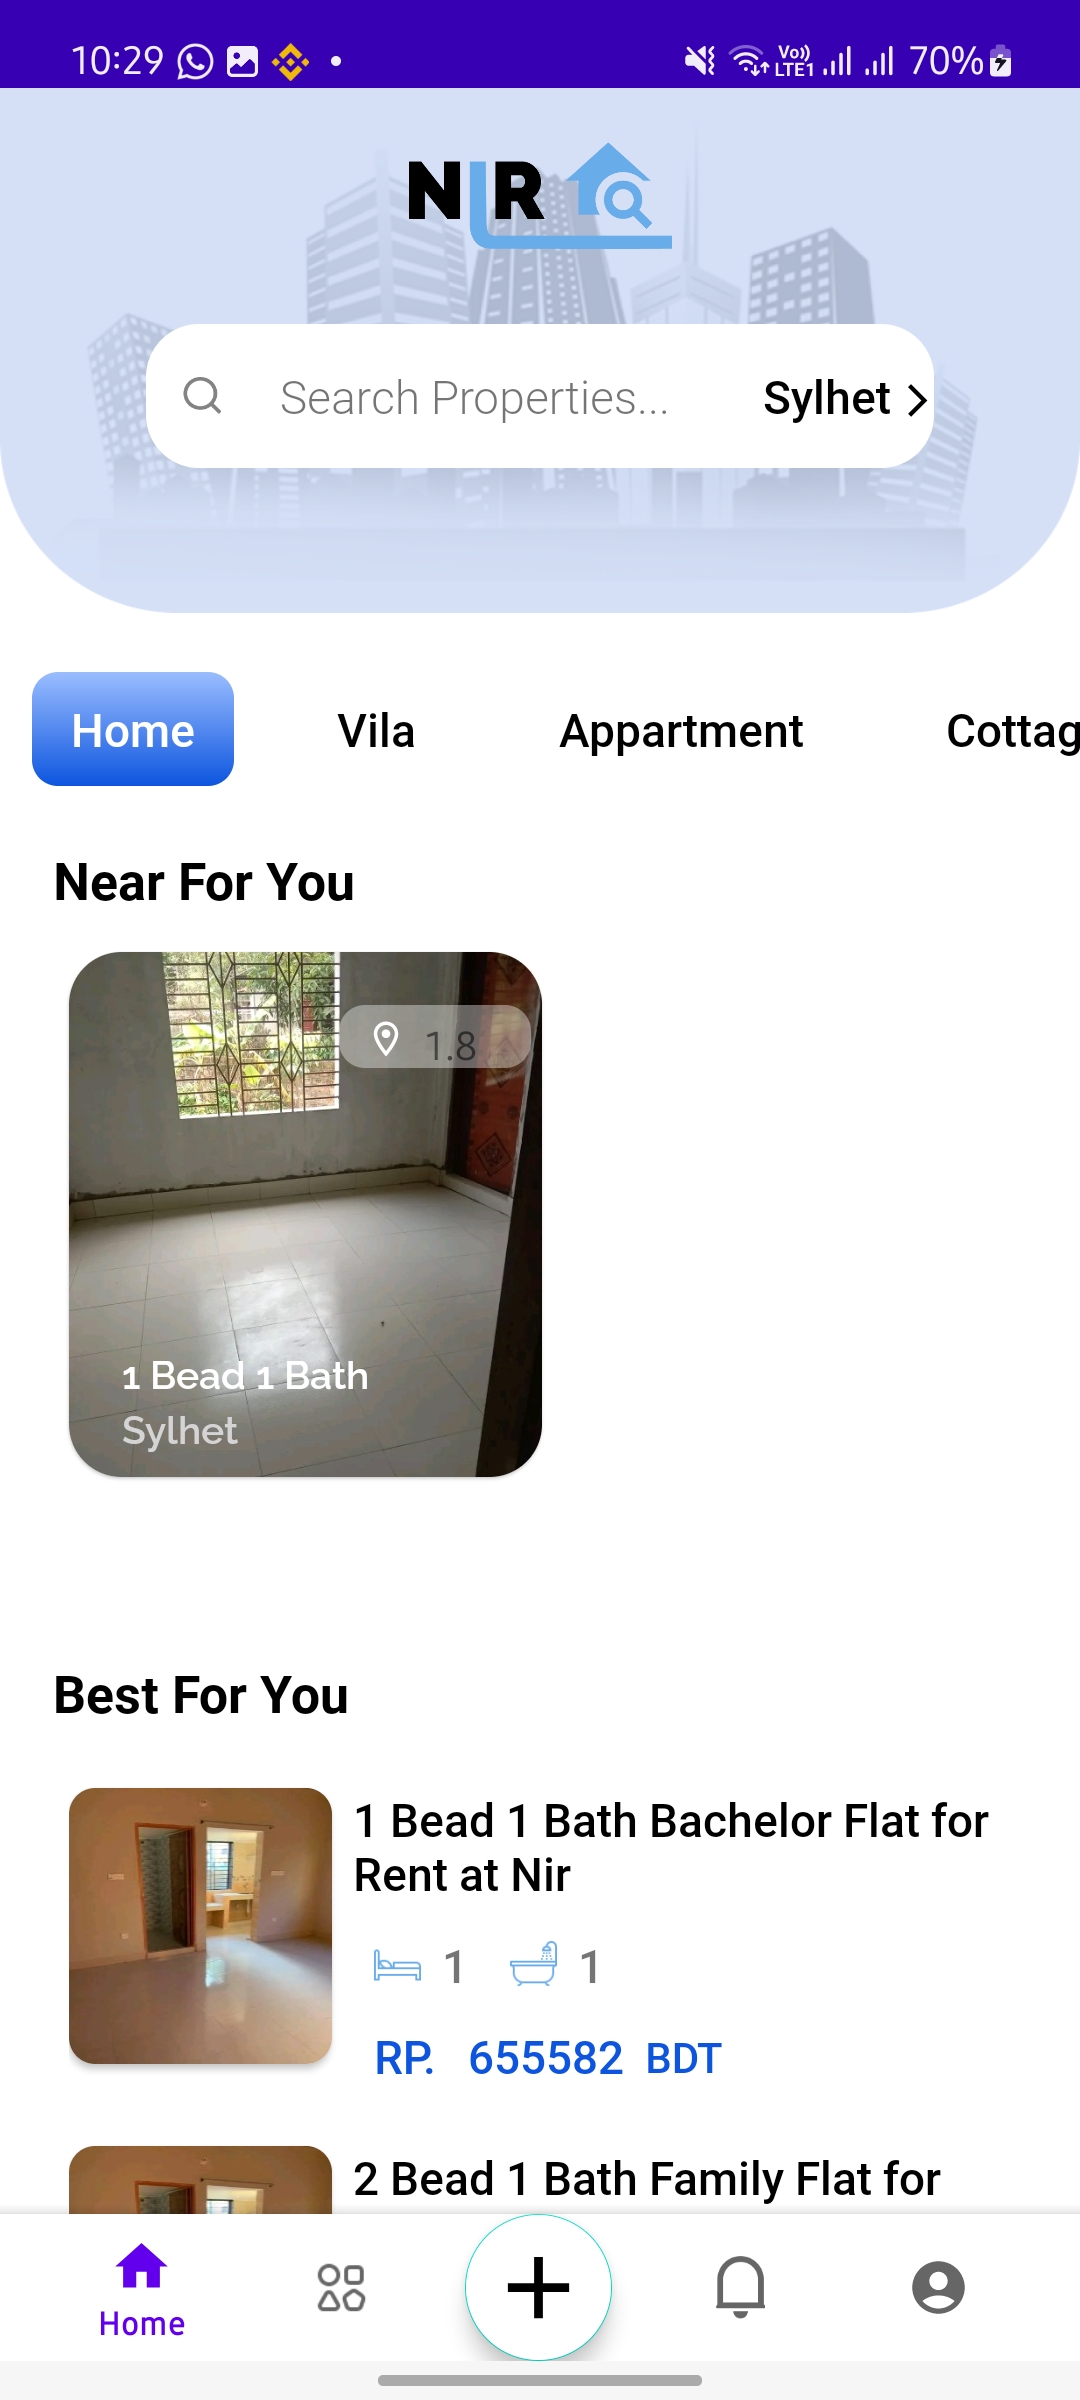 10:29 Vo)) LTE1 70%
NIR
Search Properties... Sylhet
Home Vila Appartment Cottag
Near For You
1.8
1 Bead 1 Bath
Sylhet
Best For You
1 Bead 1 Bath Bachelor Flat for
Rent at Nir
1 1
RP. 655582 BDT
2 Bead 1 Bath Family Flat for
Home